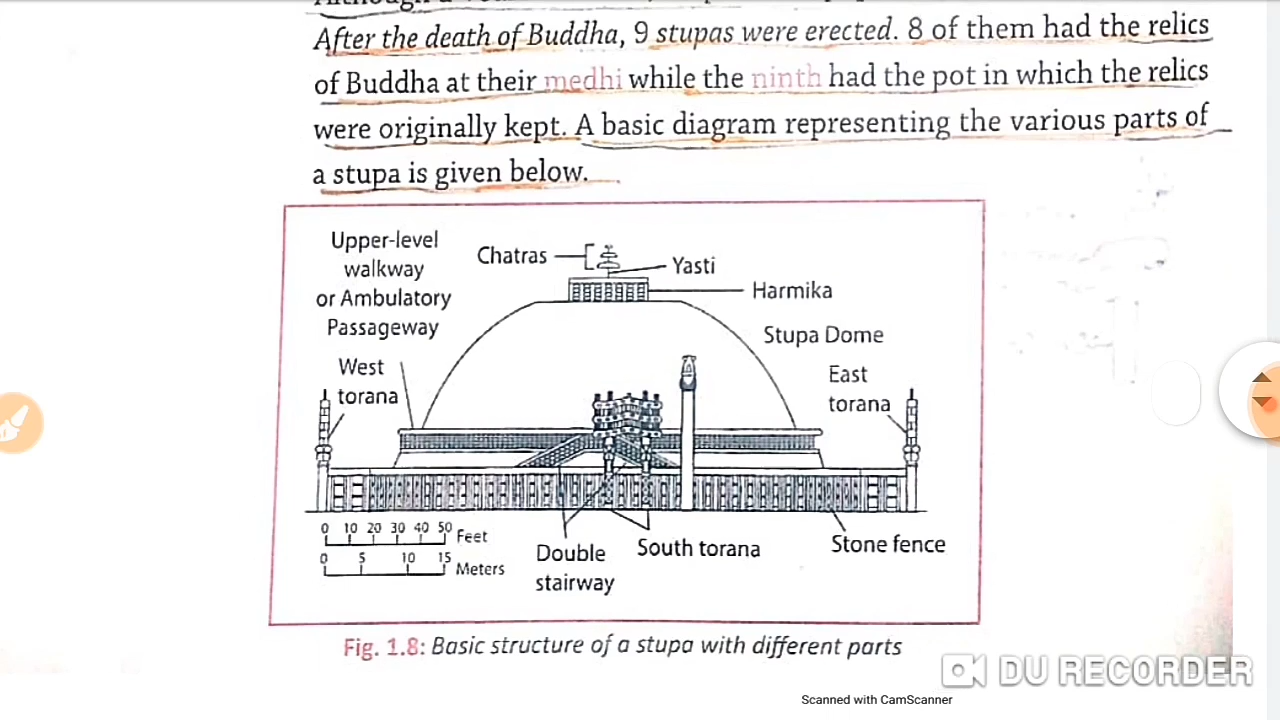 After the death of Buddha, 9 stupas were erected. 8 of them had the relics
of Buddha at their medhi while the ninth had the pot in which the relics
were originally kept. A basic diagram representing the various parts of
a stupa is given below.
Upper-level
walkway
or Ambulatory
Passageway
Chatras
Yasti
Harmika
Stupa Dome
West
torana
East
torana
0 10 20 30 40 50 Feet
0 5 10 15 Meters
Double
stairway
South torana
Stone fence
Fig. 1.8: Basic structure of a stupa with different parts
DU RECORDER
Scanned with CamScanner